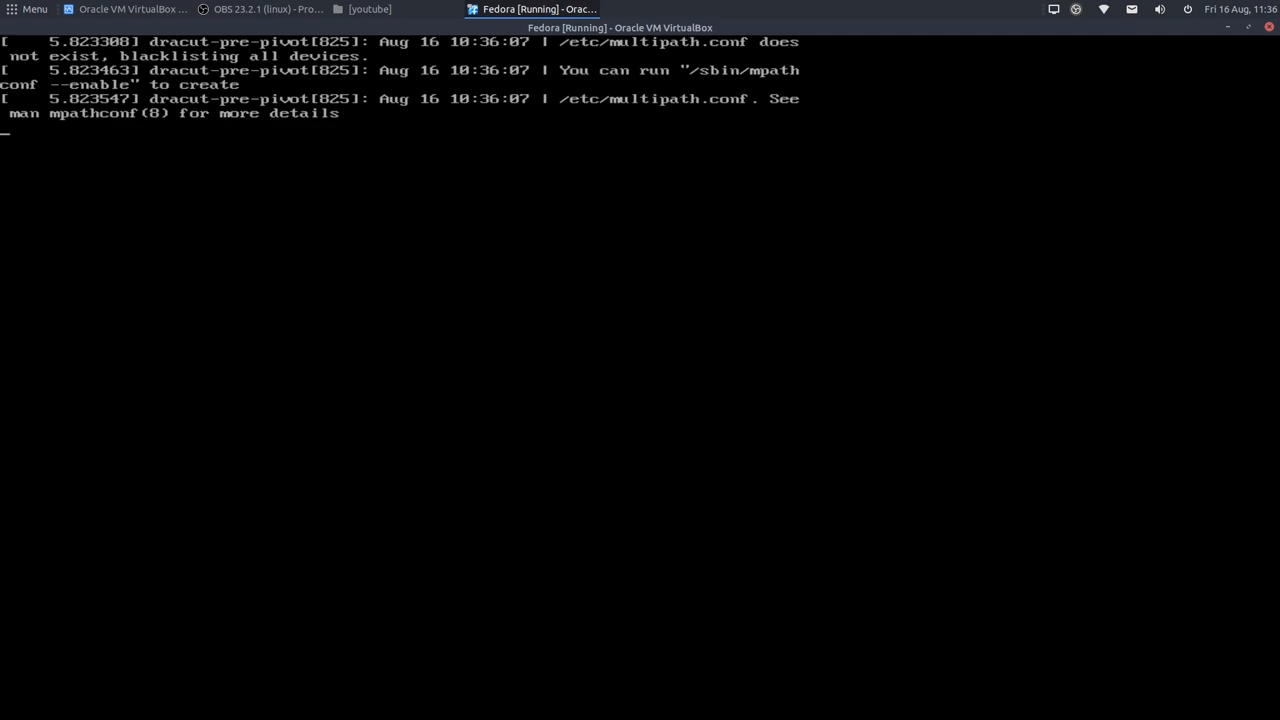 Menu
Oracle VM VirtualBox ...
OBS 23.2.1 (linux) - Pro...
[youtube]
Fedora [Running] - Orac...
Fri 16 Aug, 11:36
Fedora [Running] - Oracle VM VirtualBox
[    5.823308] dracut-pre-pivot[825]: Aug 16 10:36:07 | /etc/multipath.conf does
 not exist, blacklisting all devices.
[    5.823463] dracut-pre-pivot[825]: Aug 16 10:36:07 | You can run "/sbin/mpath
conf --enable" to create
[    5.823547] dracut-pre-pivot[825]: Aug 16 10:36:07 | /etc/multipath.conf. See
 man mpathconf(8) for more details